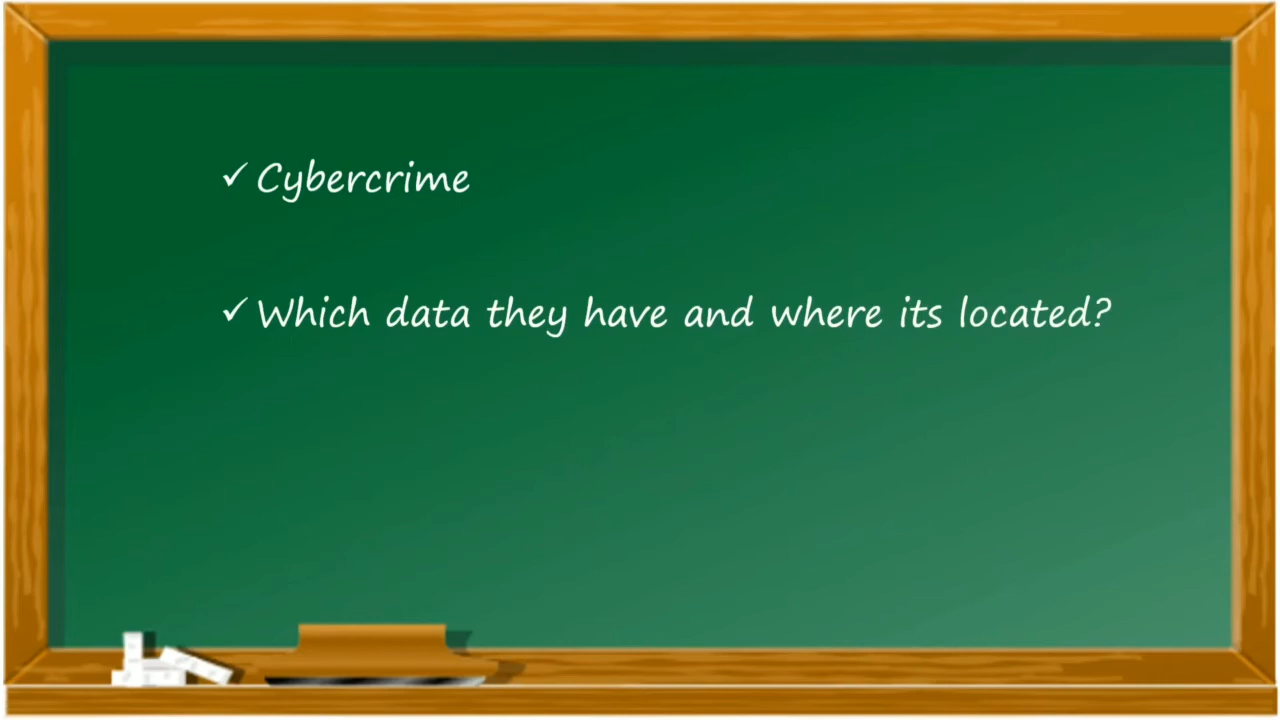 ✓ Cybercrime
✓ Which data they have and where its located?